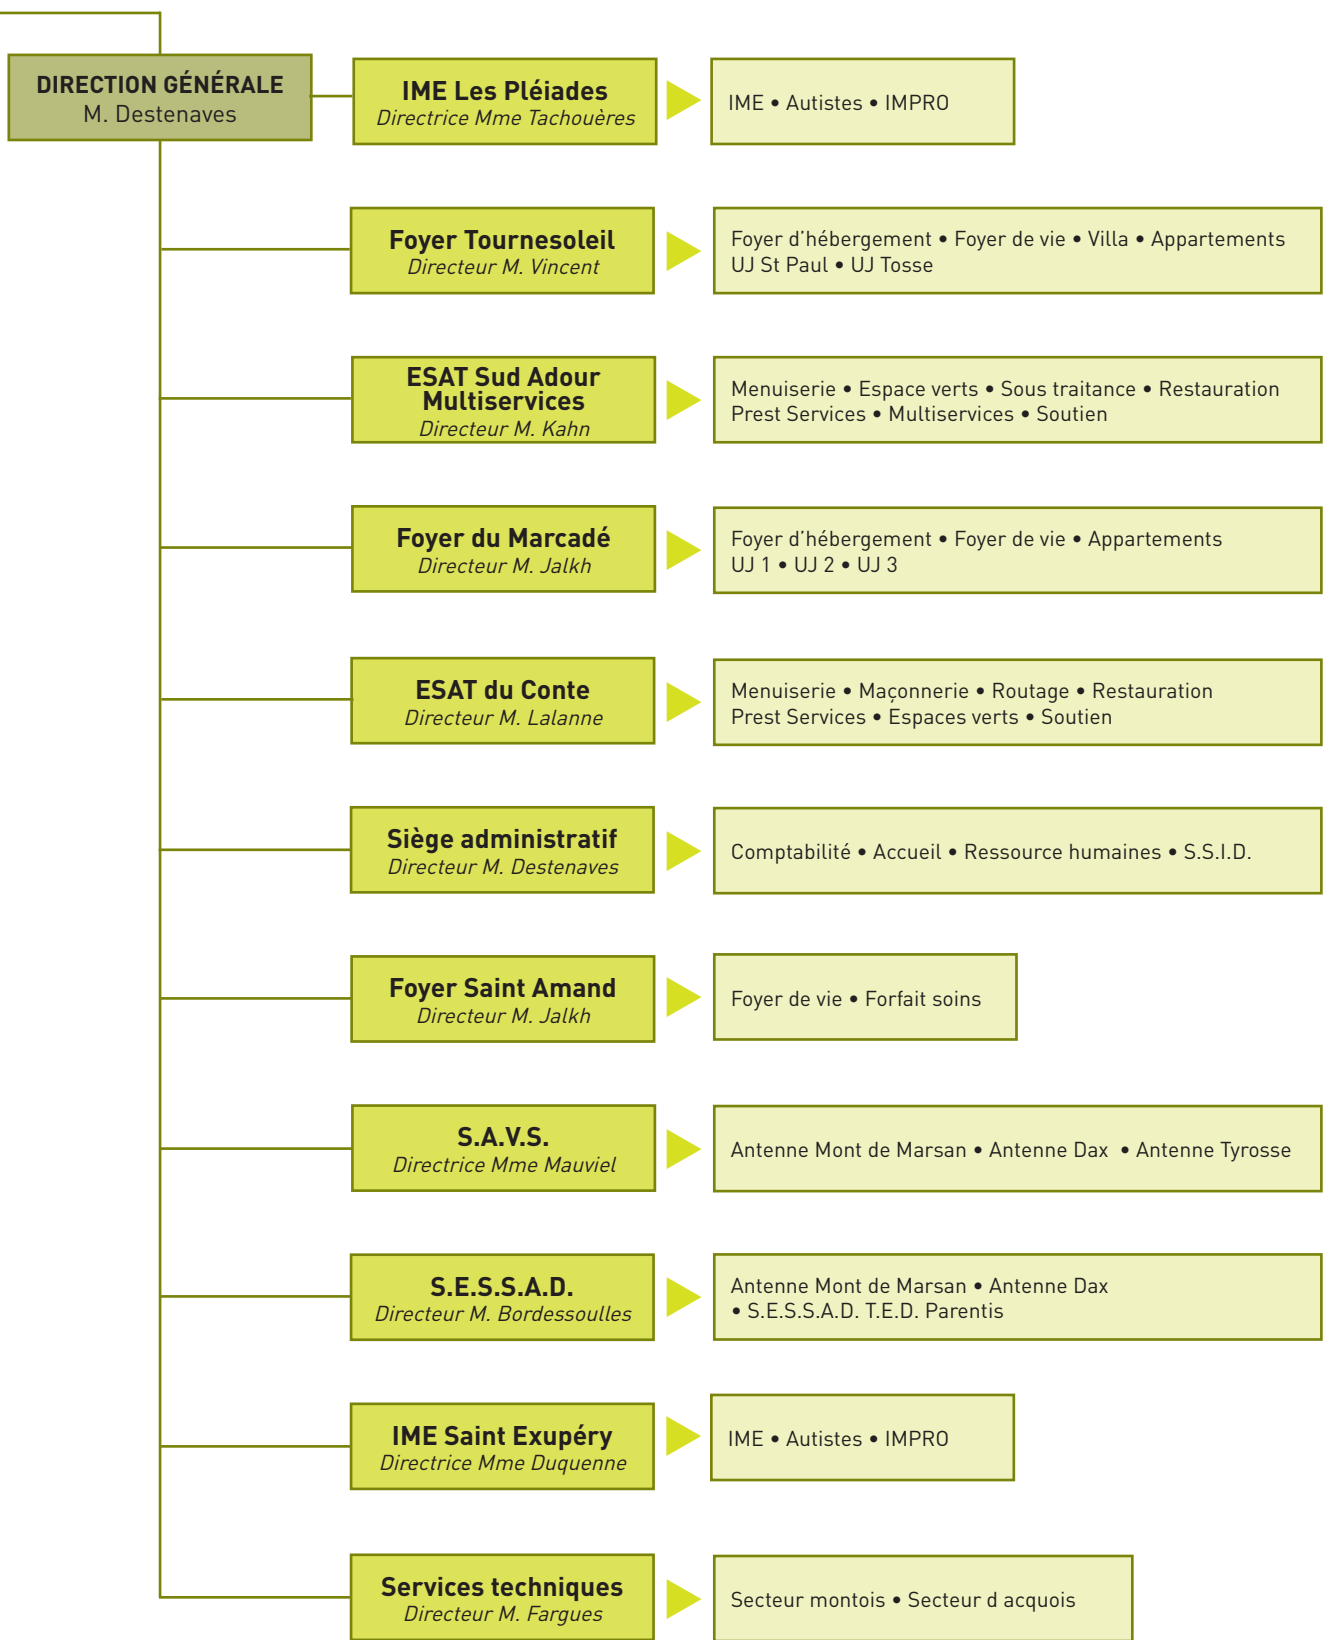 DIRECTION GÉNÉRALE
M. Destenaves
IME Les Pléiades
Directrice Mme Tachouères
IME • Autistes • IMPRO
Foyer Tournesoleil
Directeur M. Vincent
Foyer d'hébergement • Foyer de vie • Villa • Appartements
UJ St Paul • UJ Tosse
ESAT Sud Adour
Multiservices
Directeur M. Kahn
Menuiserie • Espace verts • Sous traitance • Restauration
Prest Services • Multiservices • Soutien
Foyer du Marcadé
Directeur M. Jalkh
Foyer d'hébergement • Foyer de vie • Appartements
UJ 1 • UJ 2 • UJ 3
ESAT du Conte
Directeur M. Lalanne
Menuiserie • Maçonnerie • Routage • Restauration
Prest Services • Espaces verts • Soutien
Siège administratif
Directeur M. Destenaves
Comptabilité • Accueil • Ressource humaines • S.S.I.D.
Foyer Saint Amand
Directeur M. Jalkh
Foyer de vie • Forfait soins
S.A.V.S.
Directrice Mme Mauviel
Antenne Mont de Marsan • Antenne Dax • Antenne Tyrosse
S.E.S.S.A.D.
Directeur M. Bordessoulles
Antenne Mont de Marsan • Antenne Dax
• S.E.S.S.A.D. T.E.D. Parentis
IME Saint Exupéry
Directrice Mme Duquenne
IME • Autistes • IMPRO
Services techniques
Directeur M. Fargues
Secteur montois • Secteur d acquois